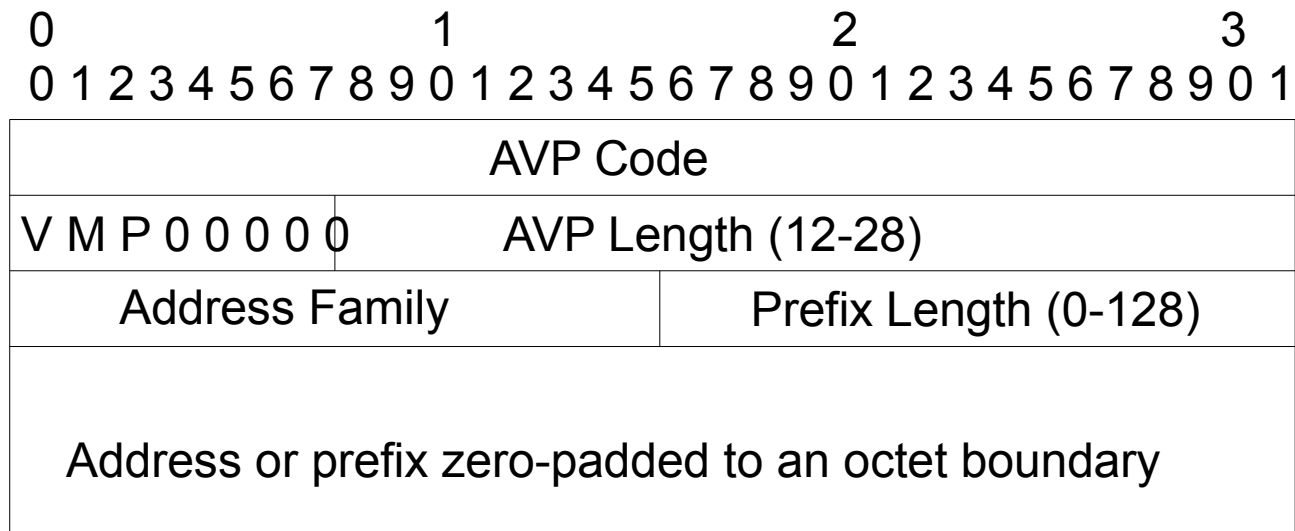 0 1 2 3
0 1 2 3 4 5 6 7 8 9 0 1 2 3 4 5 6 7 8 9 0 1 2 3 4 5 6 7 8 9 0 1
AVP Code
V M P 0 0 0 0 0 AVP Length (12-28)
Address Family Prefix Length (0-128)
Address or prefix zero-padded to an octet boundary